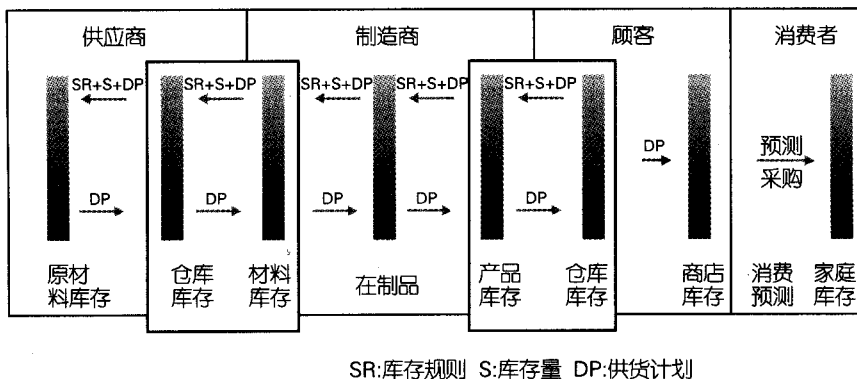 供应商
制造商
顾客
消费者
SR+S+DP
SR+S+DP
SR+S+DP
SR+S+DP
SR+S+DP
DP
预测
采购
DP
DP
DP
DP
DP
原材
料库存
仓库
库存
材料
库存
在制品
产品
库存
仓库
库存
商店
库存
消费
预测
家庭
库存
SR:库存规则 S:库存量 DP:供货计划